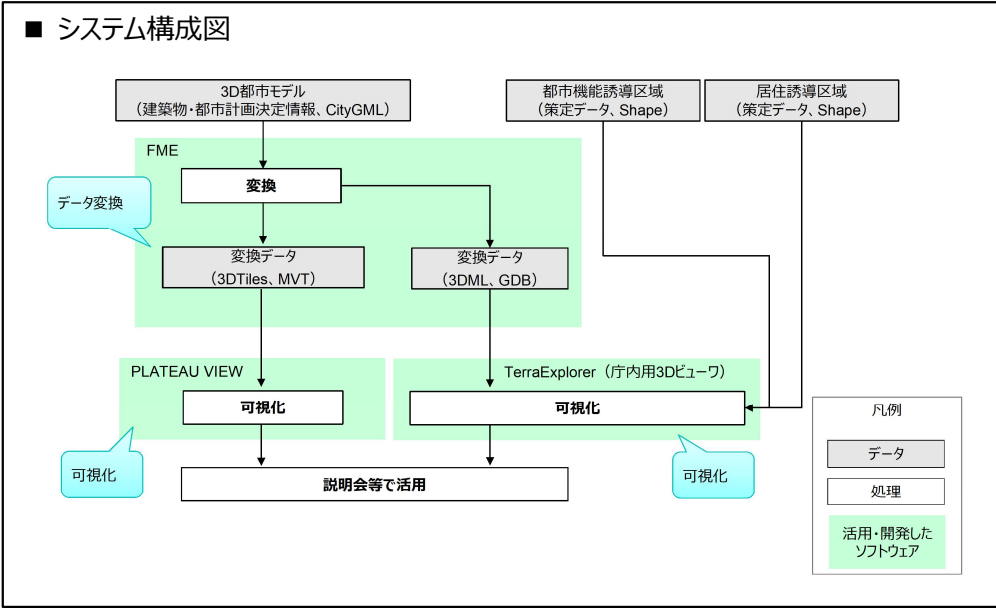 ■ システム構成図
3D都市モデル
（建築物・都市計画決定情報、CityGML）
都市機能誘導区域
（策定データ、Shape）
居住誘導区域
（策定データ、Shape）
FME
変換
データ変換
変換データ
（3DTiles、MVT）
変換データ
（3DML、GDB）
PLATEAU VIEW
TerraExplorer（庁内用3Dビューワ）
可視化
可視化
可視化
可視化
説明会等で活用
凡例
データ
処理
活用・開発した
ソフトウェア